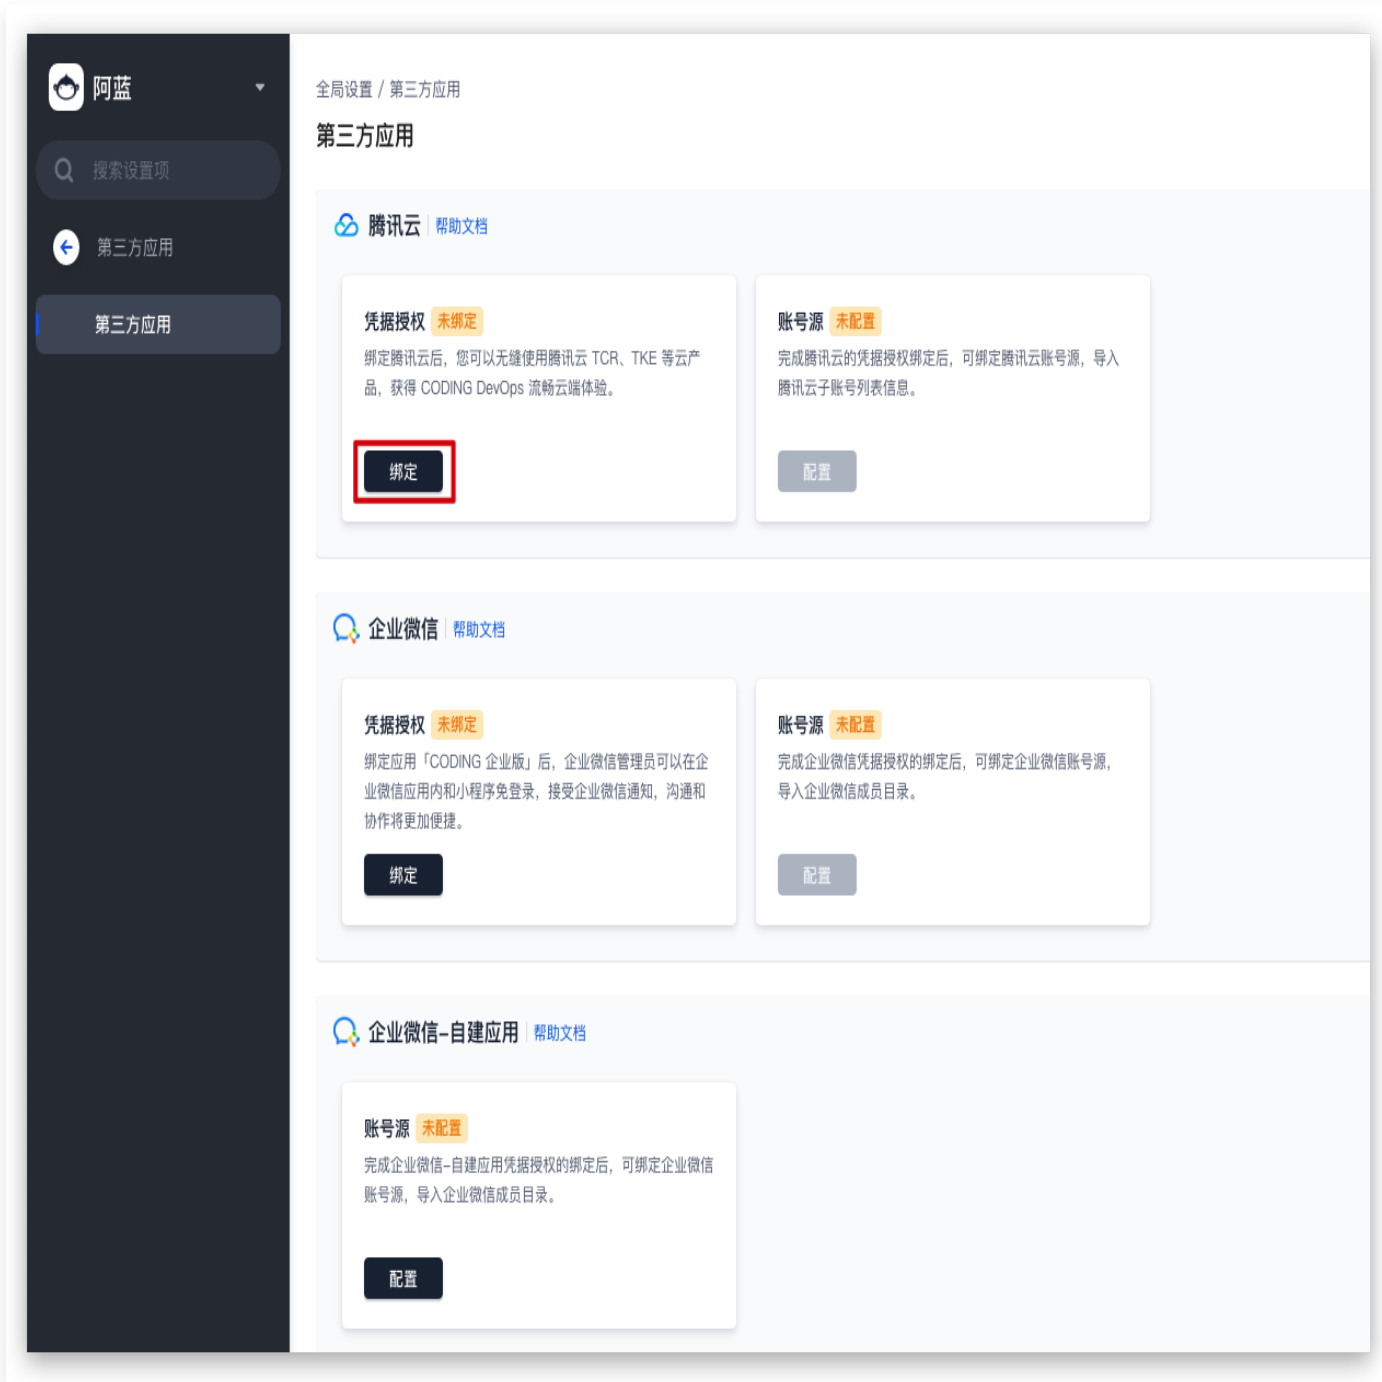 阿蓝
搜索设置项
第三方应用
第三方应用
全局设置 / 第三方应用
第三方应用
腾讯云 帮助文档
凭据授权 未绑定
绑定腾讯云后，您可以无缝使用腾讯云 TCR、TKE 等云产
品，获得 CODING DevOps 流畅云端体验。
绑定
账号源 未配置
完成腾讯云的凭据授权绑定后，可绑定腾讯云账号源，导入
腾讯云子账号列表信息。
配置
企业微信 帮助文档
凭据授权 未绑定
绑定应用「CODING 企业版」后，企业微信管理员可以在企
业微信应用内和小程序免登录，接受企业微信通知，沟通和
协作将更加便捷。
绑定
账号源 未配置
完成企业微信凭据授权的绑定后，可绑定企业微信账号源，
导入企业微信成员目录。
配置
企业微信-自建应用 帮助文档
账号源 未配置
完成企业微信-自建应用凭据授权的绑定后，可绑定企业微信
账号源，导入企业微信成员目录。
配置